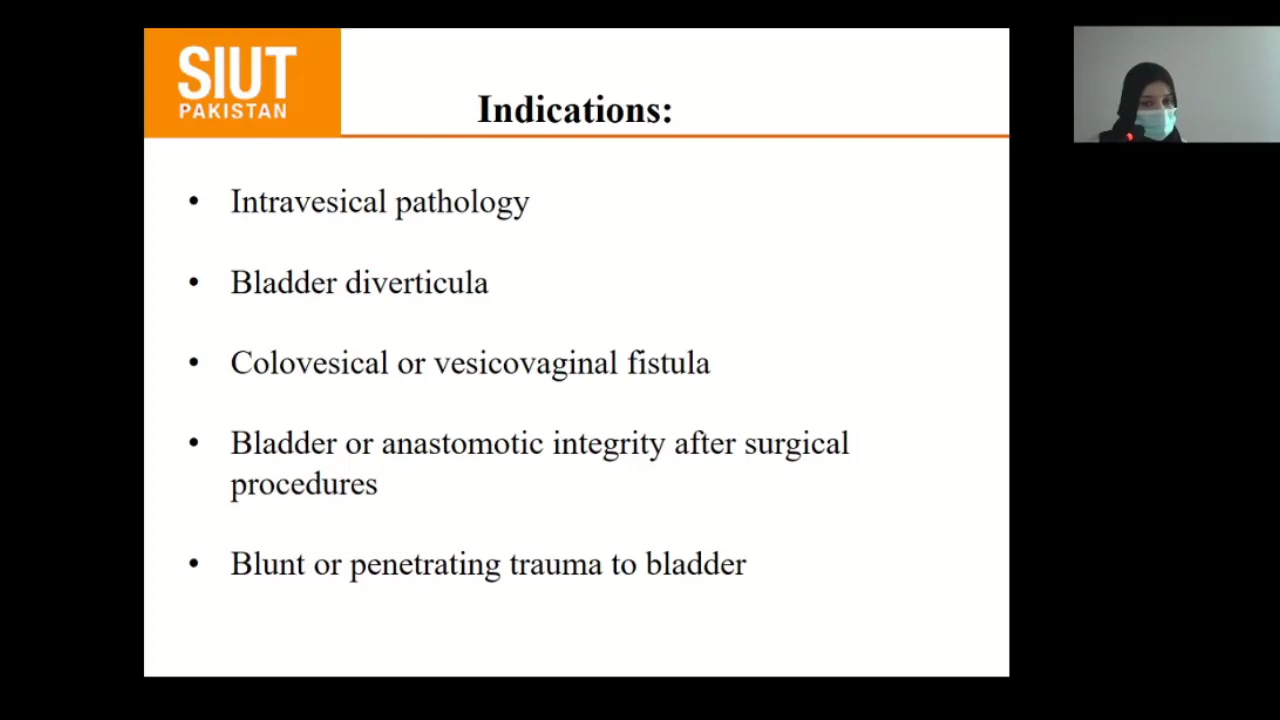 SIUT
PAKISTAN
Indications:
• Intravesical pathology
• Bladder diverticula
• Colovesical or vesicovaginal fistula
• Bladder or anastomotic integrity after surgical
procedures
• Blunt or penetrating trauma to bladder